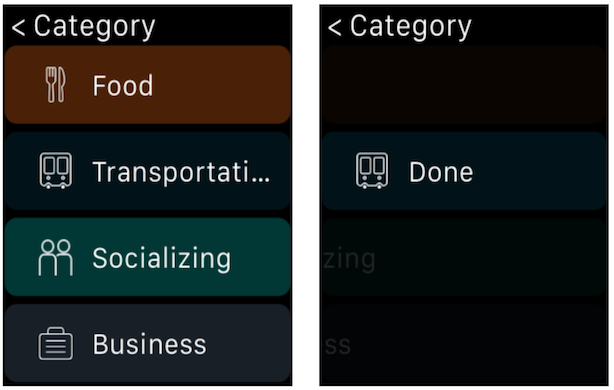 < Category
Food
Transportati...
Socializing
Business
< Category
Done
zing
ss